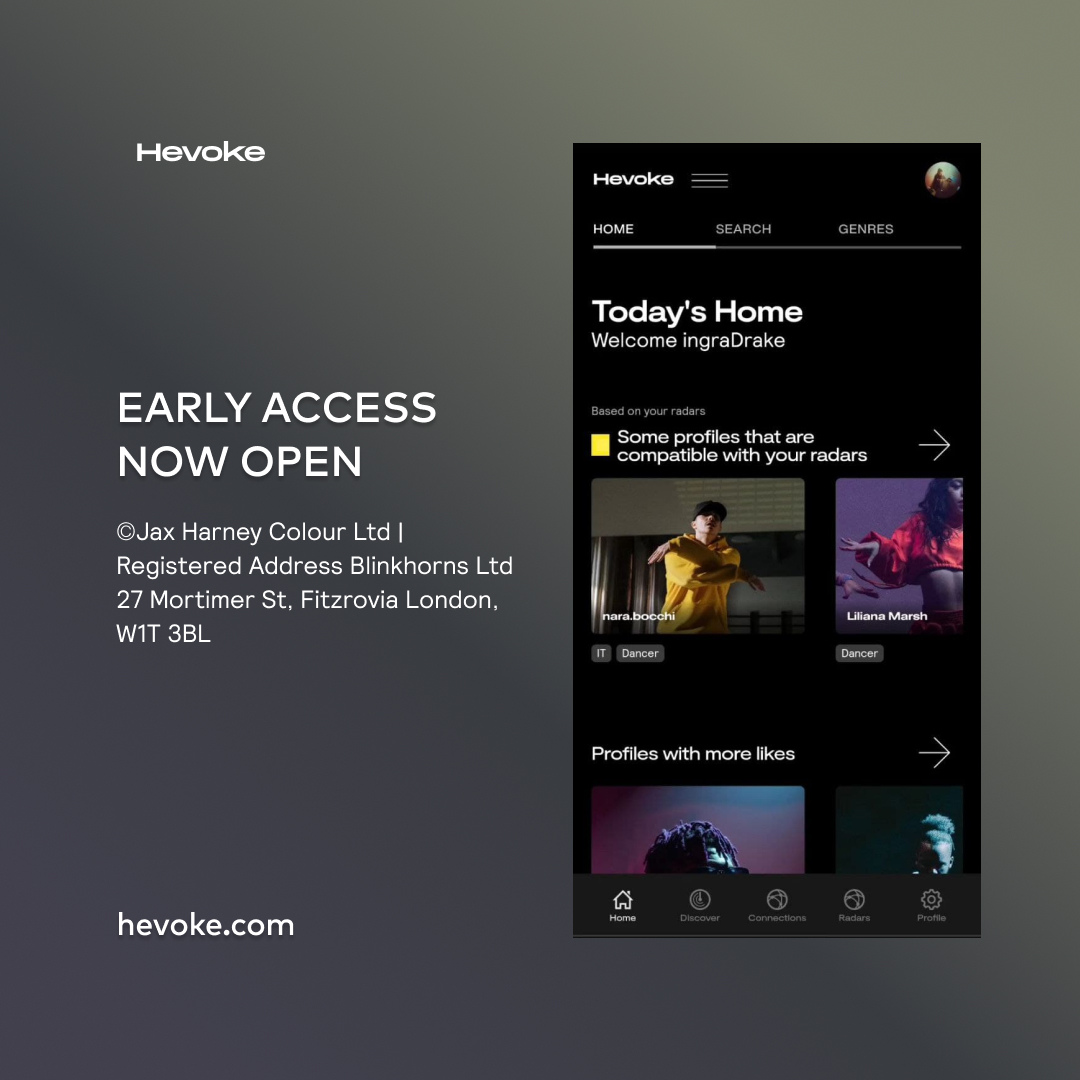 Hevoke
EARLY ACCESS
NOW OPEN
©Jax Harney Colour Ltd |
Registered Address Blinkhorns Ltd
27 Mortimer St, Fitzrovia London,
W1T 3BL
hevoke.com
Hevoke
HOME SEARCH GENRES
Today's Home
Welcome ingraDrake
Based on your radars
Some profiles that are
compatible with your radars
nara.bocchi Liliana Marsh
IT Dancer Dancer
Profiles with more likes
Home Discover Connections Radars Profile